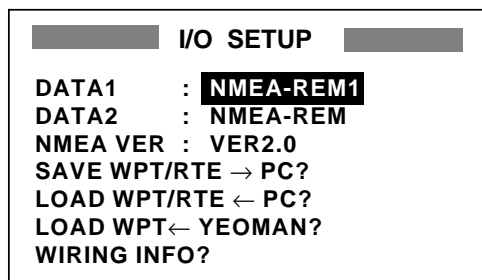 I/O SETUP
DATA1 : NMEA-REM1
DATA2 : NMEA-REM
NMEA VER : VER2.0
SAVE WPT/RTE → PC?
LOAD WPT/RTE ← PC?
LOAD WPT← YEOMAN?
WIRING INFO?